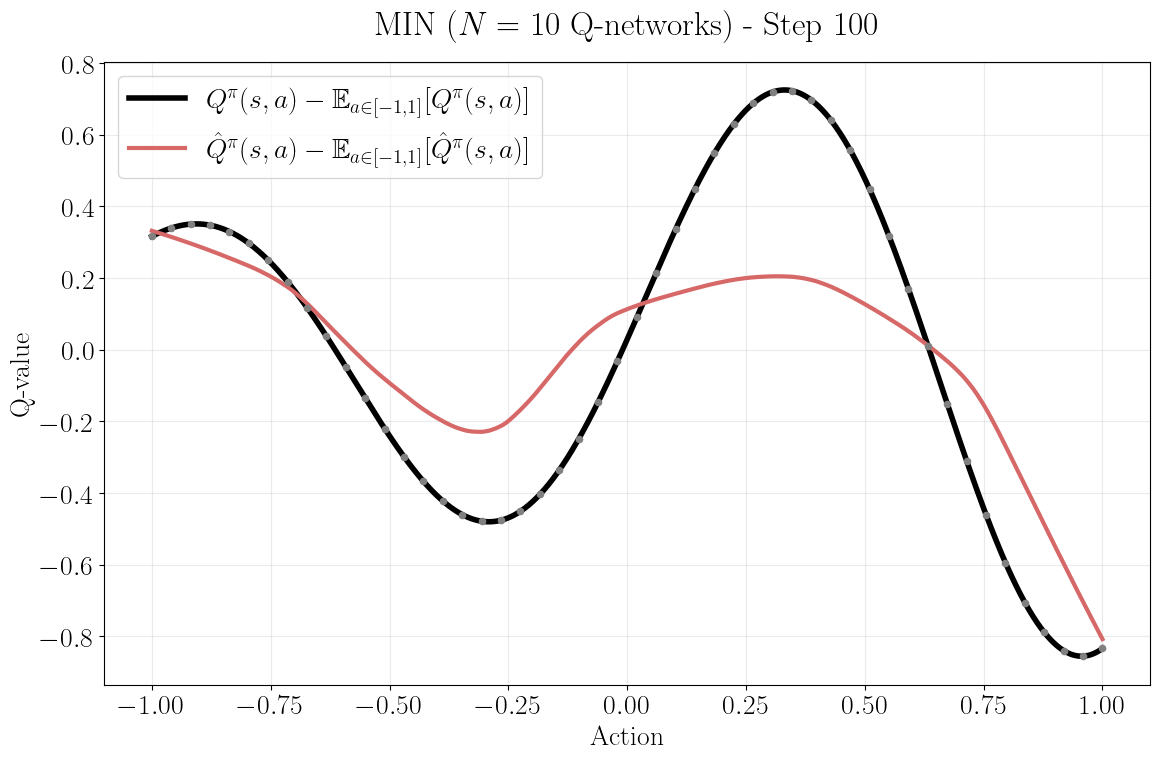 MIN (N = 10 Q-networks) - Step 100
Q^π(s, a) − 𝔼_{a∈[−1,1]}[Q^π(s, a)]
Q̂^π(s, a) − 𝔼_{a∈[−1,1]}[Q̂^π(s, a)]
0.8
0.6
0.4
0.2
0.0
−0.2
−0.4
−0.6
−0.8
Q-value
−1.00 −0.75 −0.50 −0.25 0.00 0.25 0.50 0.75 1.00
Action